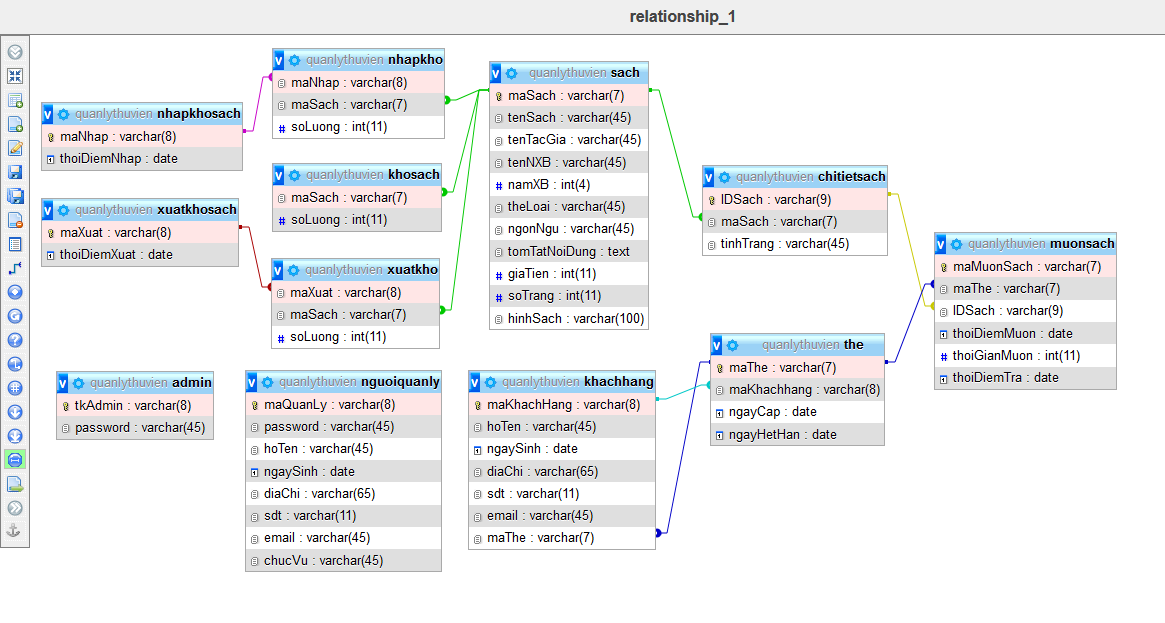 relationship_1
v quanlythuvien nhapkhosach
maNhap : varchar(8)
thoiDiemNhap : date
v quanlythuvien xuatkhosach
maXuat : varchar(8)
thoiDiemXuat : date
v quanlythuvien nhapkho
maNhap : varchar(8)
maSach : varchar(7)
# soLuong : int(11)
v quanlythuvien khosach
maSach : varchar(7)
# soLuong : int(11)
v quanlythuvien xuatkho
maXuat : varchar(8)
maSach : varchar(7)
# soLuong : int(11)
v quanlythuvien sach
maSach : varchar(7)
tenSach : varchar(45)
tenTacGia : varchar(45)
tenNXB : varchar(45)
# namXB : int(4)
theLoai : varchar(45)
ngonNgu : varchar(45)
tomTatNoiDung : text
# giaTien : int(11)
# soTrang : int(11)
hinhSach : varchar(100)
v quanlythuvien chitietsach
IDSach : varchar(9)
maSach : varchar(7)
tinhTrang : varchar(45)
v quanlythuvien muonsach
maMuonSach : varchar(7)
maThe : varchar(7)
IDSach : varchar(9)
thoiDiemMuon : date
# thoiGianMuon : int(11)
thoiDiemTra : date
v quanlythuvien the
maThe : varchar(7)
maKhachhang : varchar(8)
ngayCap : date
ngayHetHan : date
v quanlythuvien admin
tkAdmin : varchar(8)
password : varchar(45)
v quanlythuvien nguoiquanly
maQuanLy : varchar(8)
password : varchar(45)
hoTen : varchar(45)
ngaySinh : date
diaChi : varchar(65)
sdt : varchar(11)
email : varchar(45)
chucVu : varchar(45)
v quanlythuvien khachhang
maKhachHang : varchar(8)
hoTen : varchar(45)
ngaySinh : date
diaChi : varchar(65)
sdt : varchar(11)
email : varchar(45)
maThe : varchar(7)